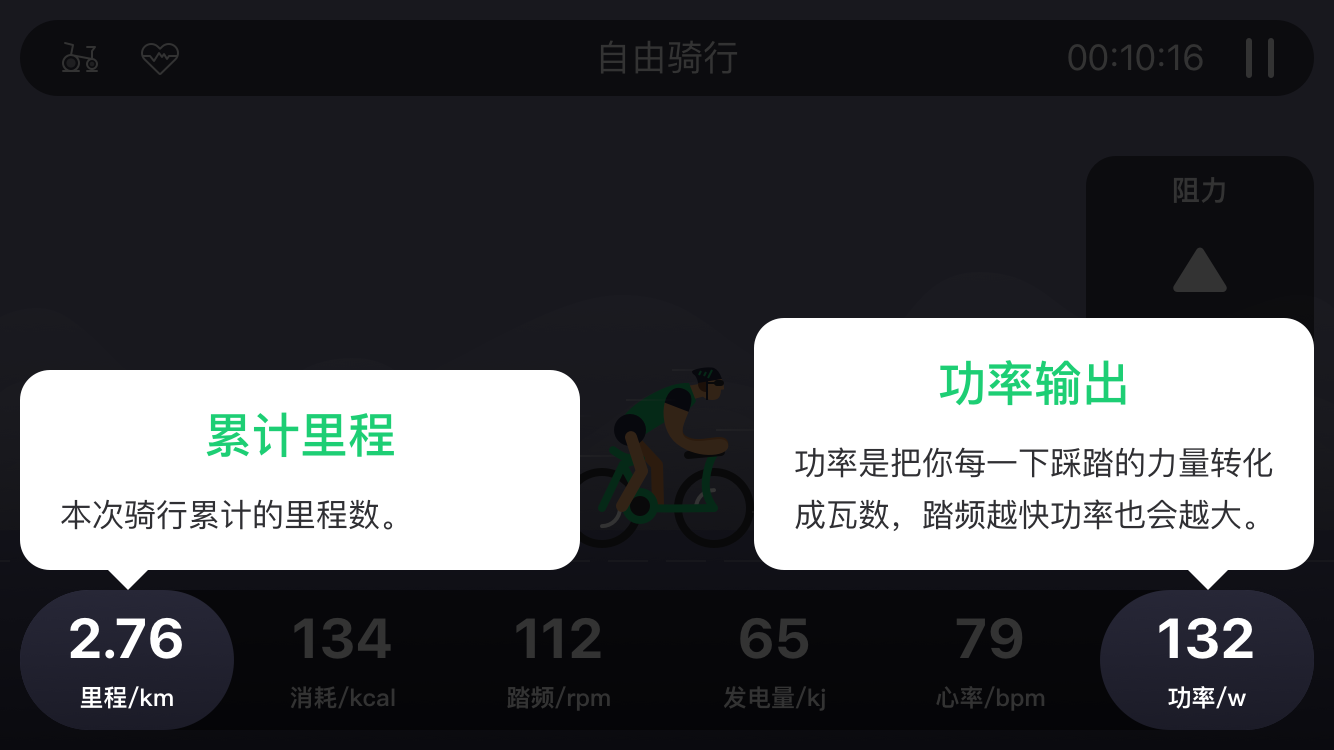 自由骑行
00:10:16
阻力
累计里程
本次骑行累计的里程数。
功率输出
功率是把你每一下踩踏的力量转化
成瓦数，踏频越快功率也会越大。
2.76
里程/km
134
消耗/kcal
112
踏频/rpm
65
发电量/kj
79
心率/bpm
132
功率/w